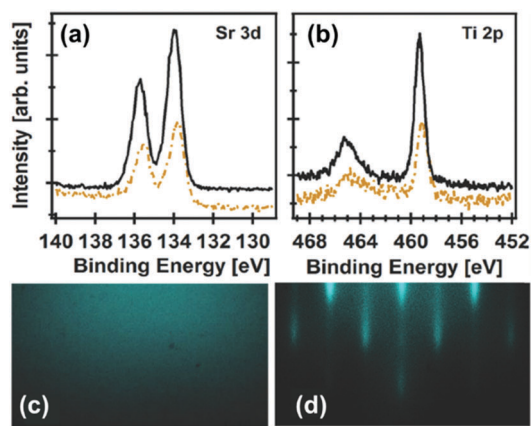 (a) Sr 3d
(b) Ti 2p
Intensity [arb. units]
140 138 136 134 132 130
468 464 460 456 452
Binding Energy [eV]
Binding Energy [eV]
(c)
(d)